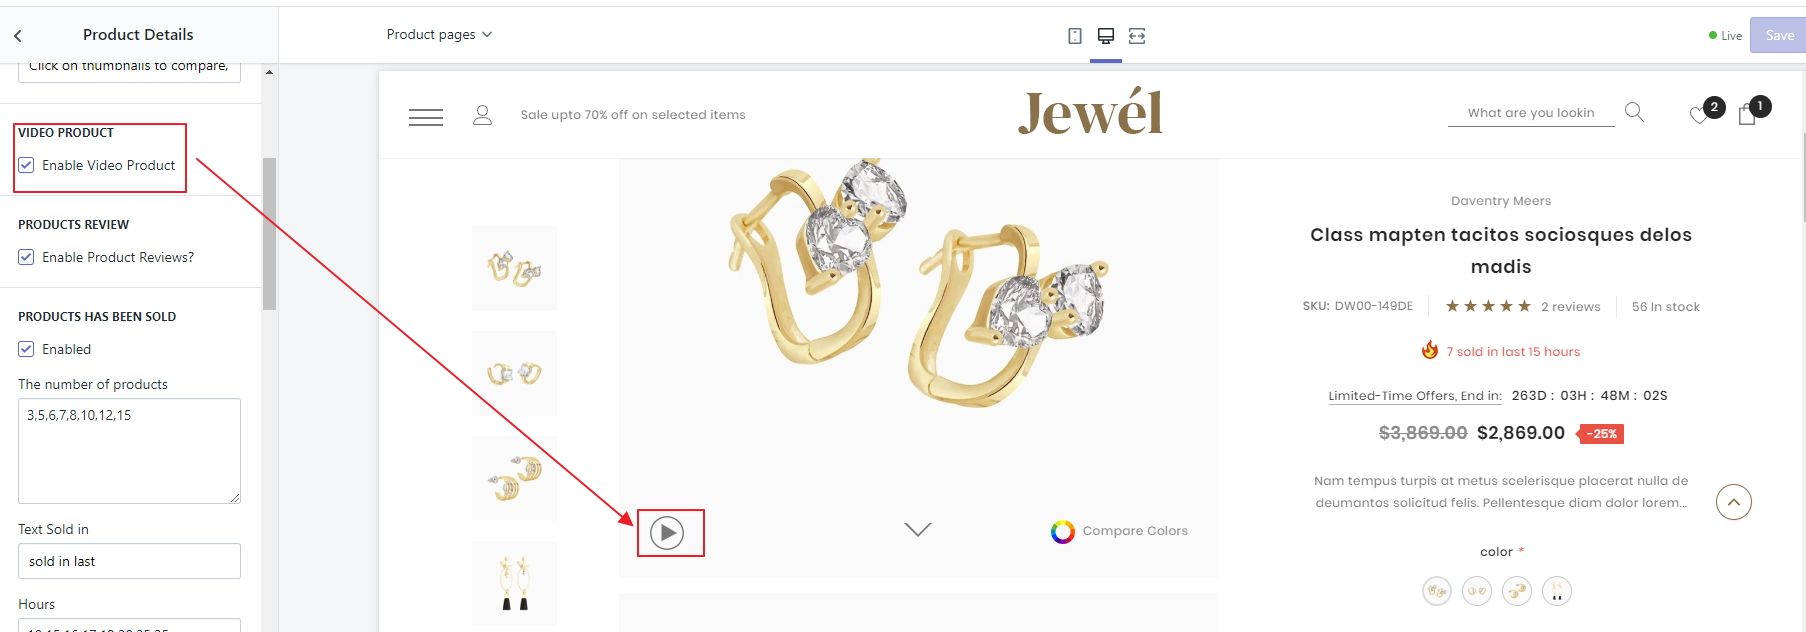 Product Details
Product pages
Live
Save
Click on thumbnails to compare,
VIDEO PRODUCT
Enable Video Product
PRODUCTS REVIEW
Enable Product Reviews?
PRODUCTS HAS BEEN SOLD
Enabled
The number of products
3,5,6,7,8,10,12,15
Text Sold in
sold in last
Hours
Sale upto 70% off on selected items
Jewél
What are you lookin
2
1
Daventry Meers
Class mapten tacitos sociosques delos
madis
SKU: DW00-149DE
2 reviews
56 In stock
7 sold in last 15 hours
Limited-Time Offers, End in: 263D : 03H : 48M : 02S
$3,869.00 $2,869.00 -25%
Nam tempus turpis at metus scelerisque placerat nulla de
deumantos solicitud felis. Pellentesque diam dolor lorem...
Compare Colors
color *